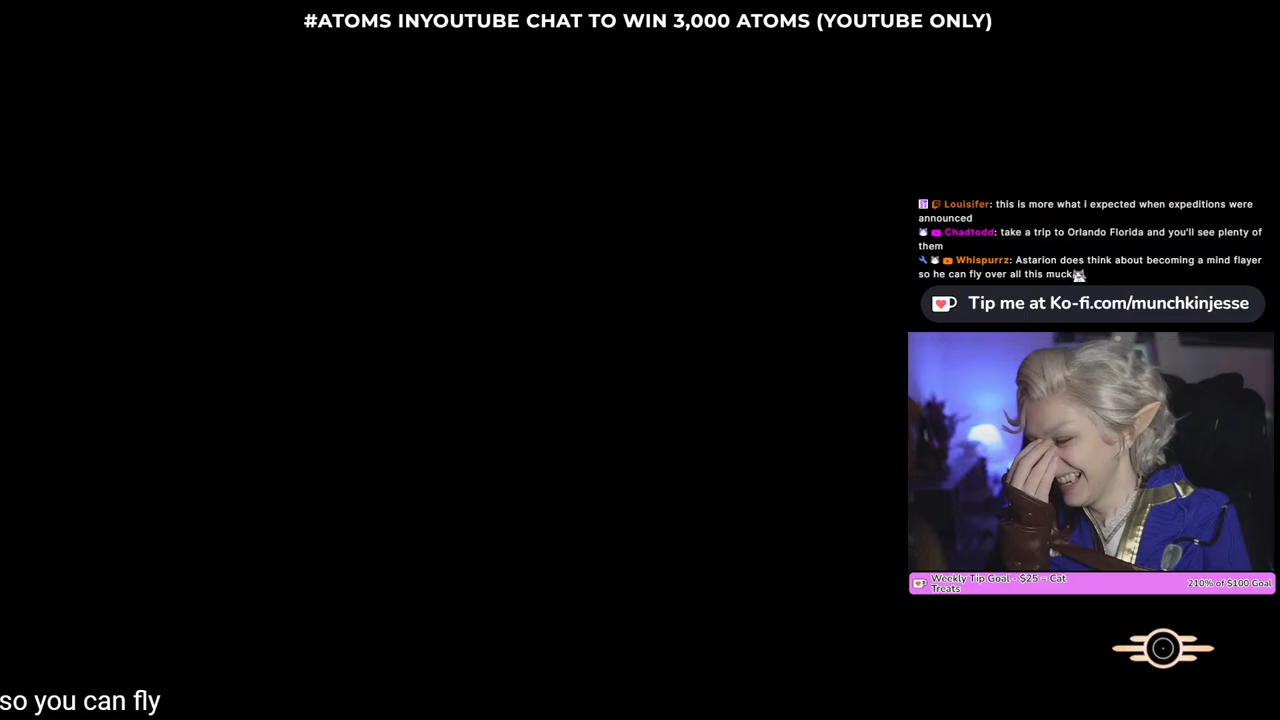 #ATOMS INYOUTUBE CHAT TO WIN 3,000 ATOMS (YOUTUBE ONLY)
Louisifer: this is more what i expected when expeditions were
announced
Chadtodd: take a trip to Orlando Florida and you'll see plenty of
them
Whispurrz: Astarion does think about becoming a mind flayer
so he can fly over all this muck
Tip me at Ko-fi.com/munchkinjesse
Weekly Tip Goal - $25 = Cat
Treats
210% of $100 Goal
so you can fly